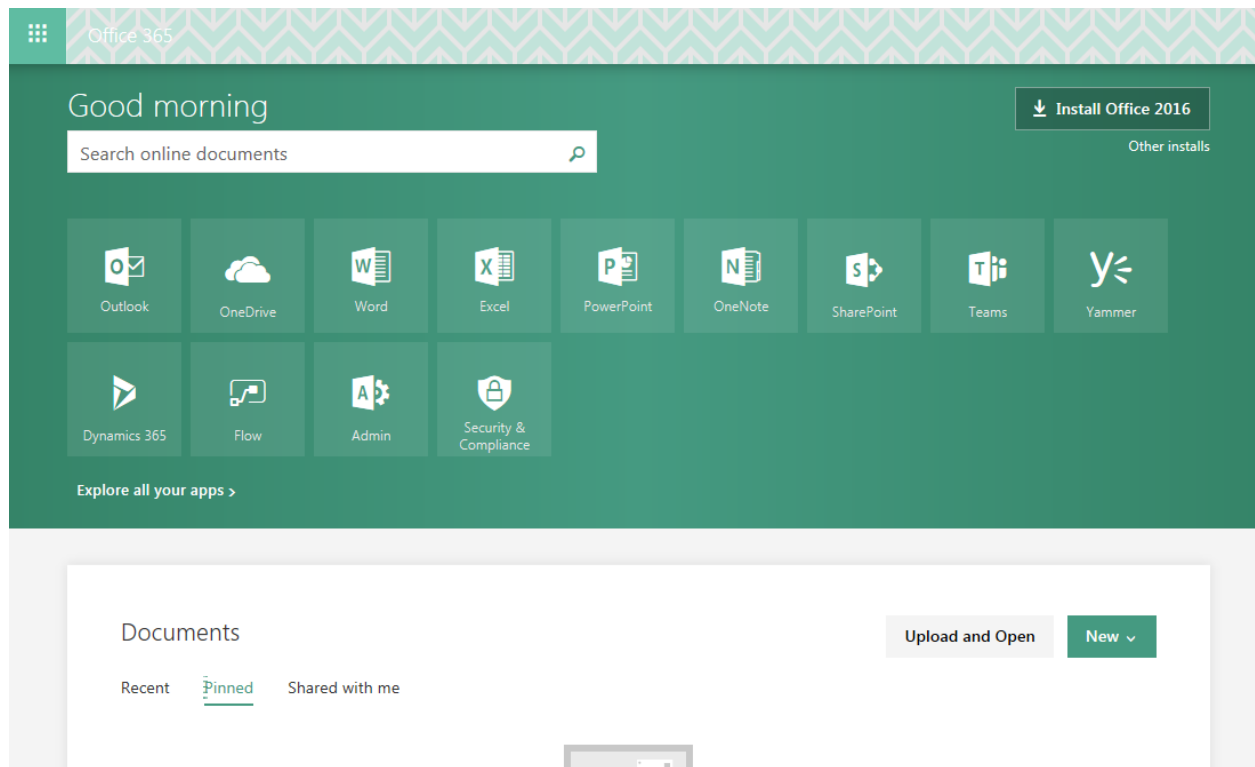 Office 365
Good morning
Install Office 2016
Search online documents
Other installs
Outlook
OneDrive
Word
Excel
PowerPoint
OneNote
SharePoint
Teams
Yammer
Dynamics 365
Flow
Admin
Security &
Compliance
Explore all your apps >
Documents
Upload and Open
New
Recent
Pinned
Shared with me